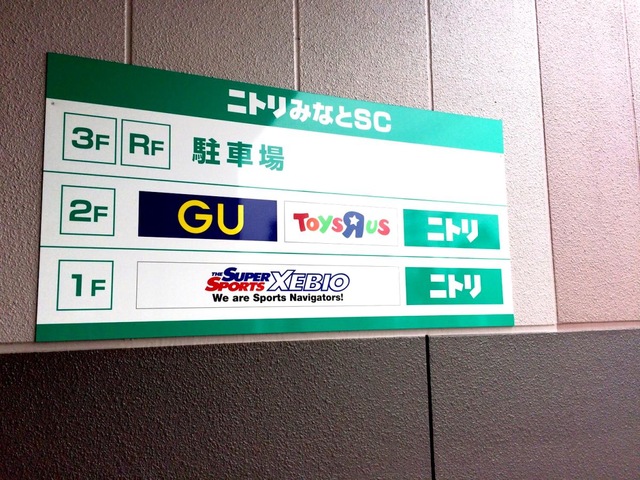 ニトリみなとSC
3F RF 駐車場
2F GU TOYSЯUS ニトリ
1F THE SUPER SPORTS XEBIO ニトリ
We are Sports Navigators!